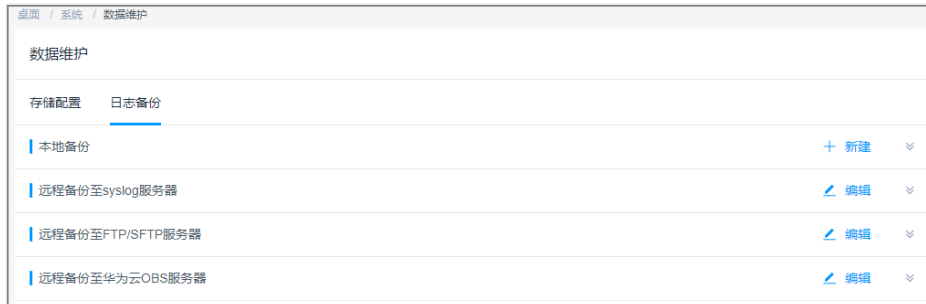 桌面 / 系统 / 数据维护
数据维护
存储配置 日志备份
本地备份 新建
远程备份至syslog服务器 编辑
远程备份至FTP/SFTP服务器 编辑
远程备份至华为云OBS服务器 编辑